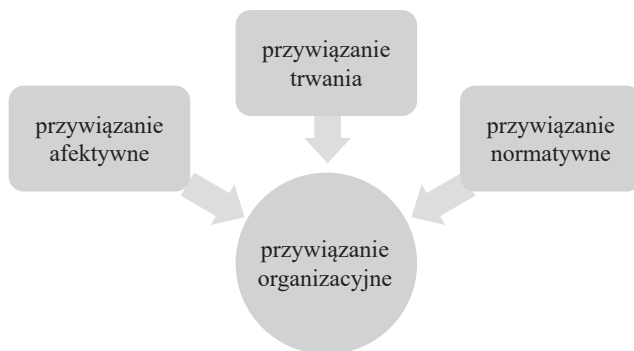 przywiązanie
trwania
przywiązanie
afektywne
przywiązanie
normatywne
przywiązanie
organizacyjne